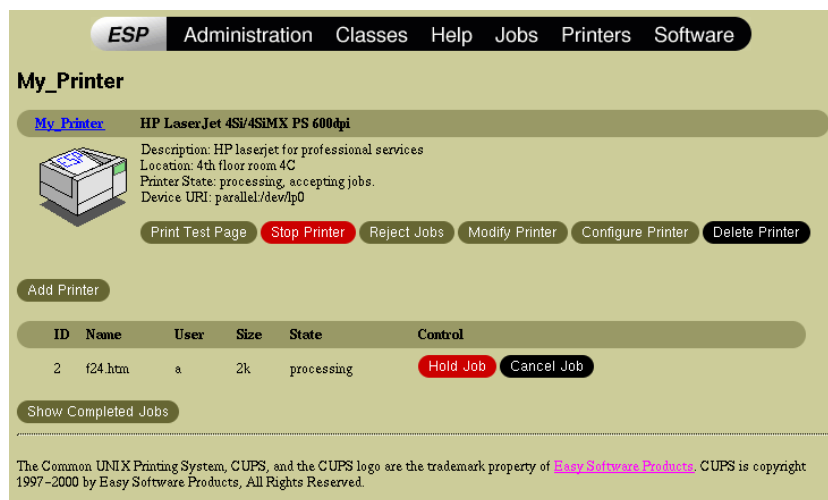 ESP Administration Classes Help Jobs Printers Software
My_Printer
My_Printer HP LaserJet 4Si/4SiMX PS 600dpi
ESP
Description: HP laserjet for professional services
Location: 4th floor room 4C
Printer State: processing, accepting jobs.
Device URI: parallel:/dev/lp0
Print Test Page Stop Printer Reject Jobs Modify Printer Configure Printer Delete Printer
Add Printer
ID Name User Size State Control
2 f24.htm a 2k processing Hold Job Cancel Job
Show Completed Jobs
The Common UNIX Printing System, CUPS, and the CUPS logo are the trademark property of Easy Software Products. CUPS is copyright
1997-2000 by Easy Software Products, All Rights Reserved.